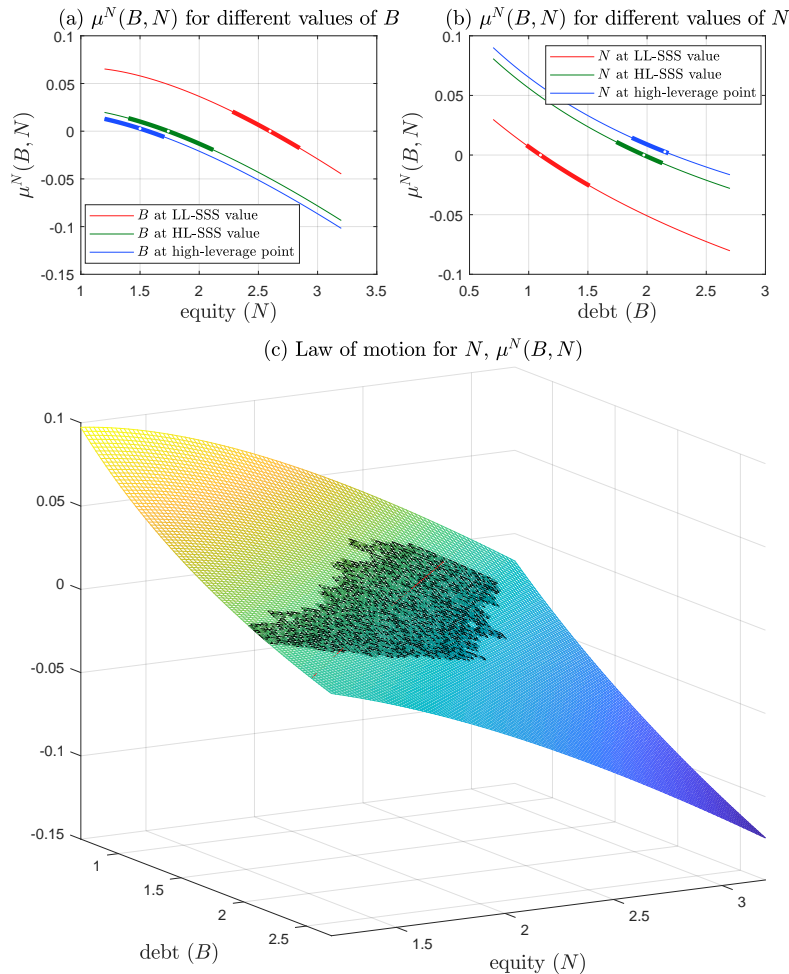 (a) μᴺ(B, N) for different values of B
0.1
0.05
0
-0.05
-0.1
-0.15
μᴺ(B, N)
B at LL-SSS value
B at HL-SSS value
B at high-leverage point
1 1.5 2 2.5 3 3.5
equity (N)
(b) μᴺ(B, N) for different values of N
0.1
0.05
0
-0.05
-0.1
μᴺ(B, N)
N at LL-SSS value
N at HL-SSS value
N at high-leverage point
0.5 1 1.5 2 2.5 3
debt (B)
(c) Law of motion for N, μᴺ(B, N)
0.1
0.05
0
-0.05
-0.1
-0.15
1
1.5
2
2.5
debt (B)
1.5
2
2.5
3
equity (N)